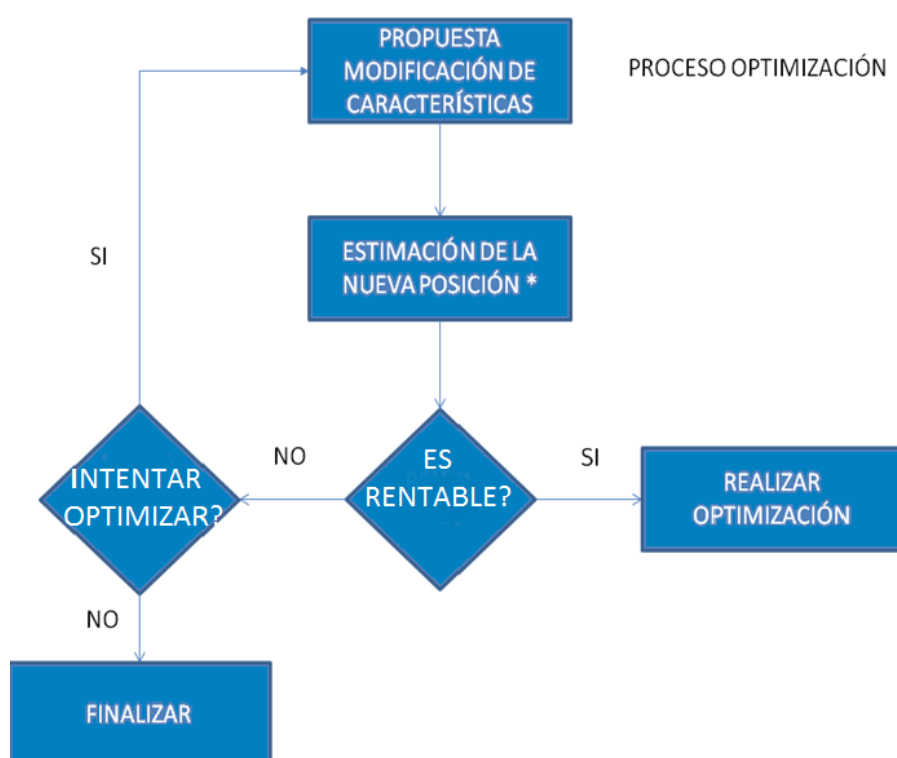 PROPUESTA
MODIFICACIÓN DE
CARACTERÍSTICAS
PROCESO OPTIMIZACIÓN
ESTIMACIÓN DE LA
NUEVA POSICIÓN *
SI
INTENTAR
OPTIMIZAR?
NO
ES
RENTABLE?
SI
REALIZAR
OPTIMIZACIÓN
NO
FINALIZAR